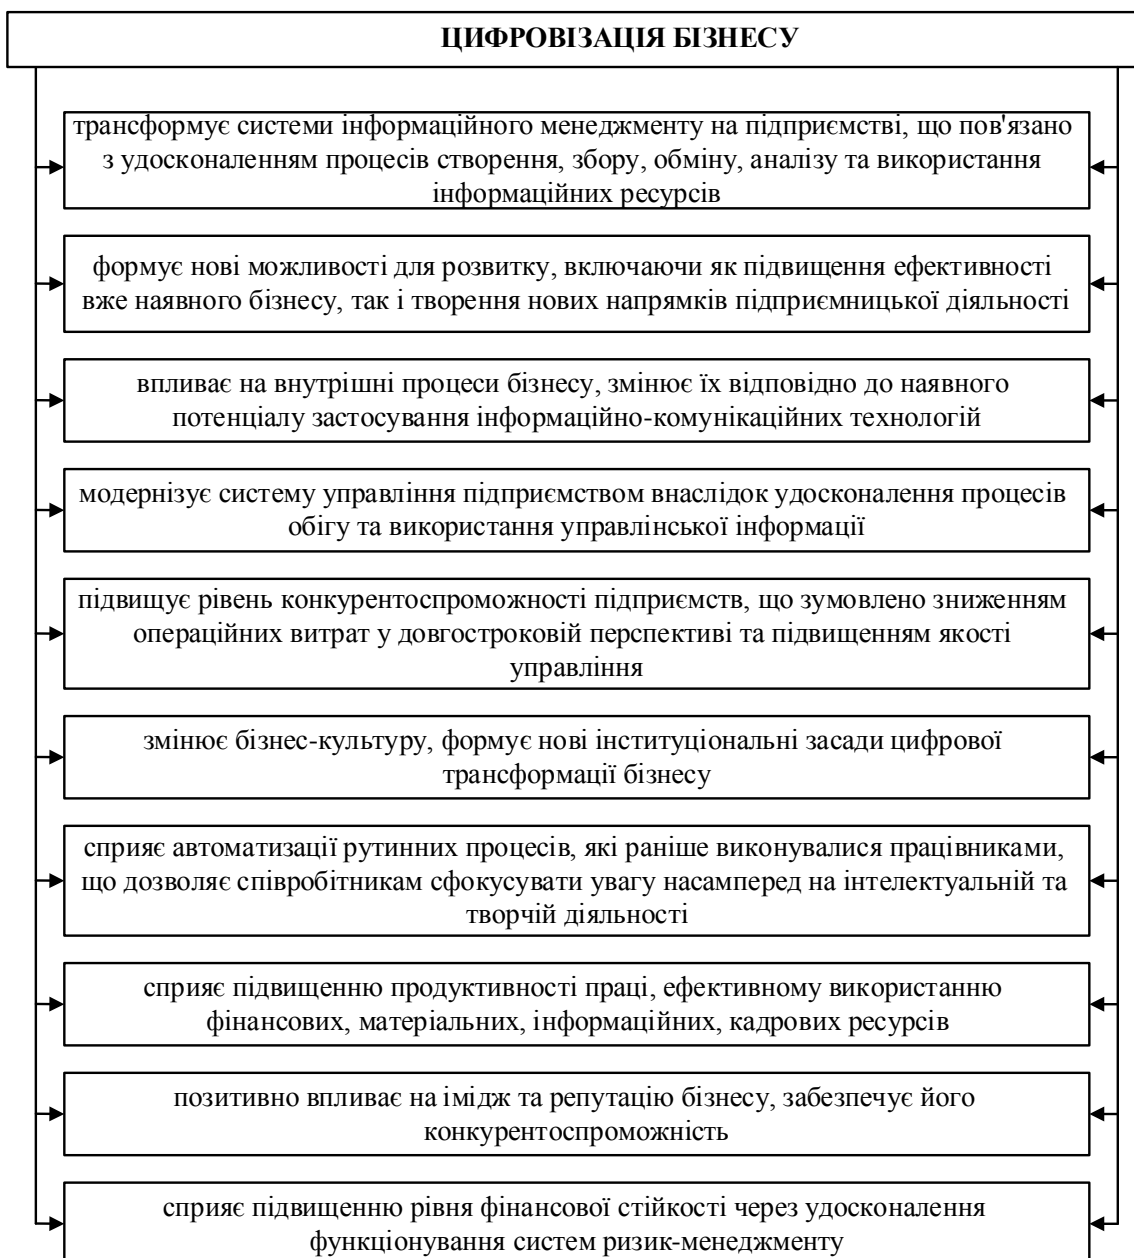 ЦИФРОВІЗАЦІЯ БІЗНЕСУ
трансформує системи інформаційного менеджменту на підприємстві, що пов'язано
з удосконаленням процесів створення, збору, обміну, аналізу та використання
інформаційних ресурсів
формує нові можливості для розвитку, включаючи як підвищення ефективності
вже наявного бізнесу, так і творення нових напрямків підприємницької діяльності
впливає на внутрішні процеси бізнесу, змінює їх відповідно до наявного
потенціалу застосування інформаційно-комунікаційних технологій
модернізує систему управління підприємством внаслідок удосконалення процесів
обігу та використання управлінської інформації
підвищує рівень конкурентоспроможності підприємств, що зумовлено зниженням
операційних витрат у довгостроковій перспективі та підвищенням якості
управління
змінює бізнес-культуру, формує нові інституціональні засади цифрової
трансформації бізнесу
сприяє автоматизації рутинних процесів, які раніше виконувалися працівниками,
що дозволяє співробітникам сфокусувати увагу насамперед на інтелектуальній та
творчій діяльності
сприяє підвищенню продуктивності праці, ефективному використанню
фінансових, матеріальних, інформаційних, кадрових ресурсів
позитивно впливає на імідж та репутацію бізнесу, забезпечує його
конкурентоспроможність
сприяє підвищенню рівня фінансової стійкості через удосконалення
функціонування систем ризик-менеджменту